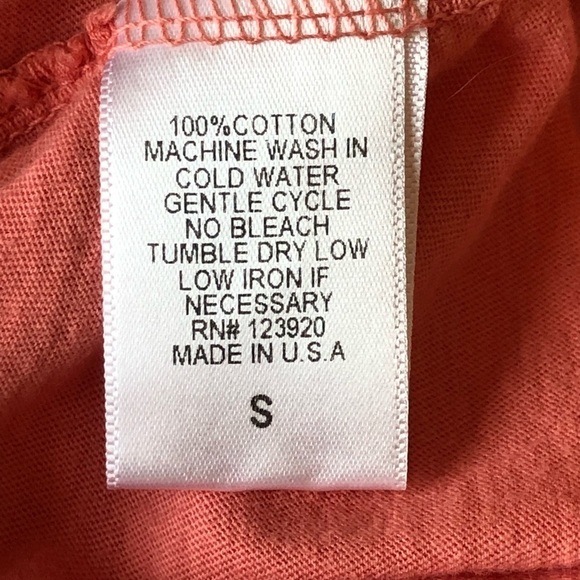 100%COTTON
MACHINE WASH IN
COLD WATER
GENTLE CYCLE
NO BLEACH
TUMBLE DRY LOW
LOW IRON IF
NECESSARY
RN# 123920
MADE IN U.S.A
S